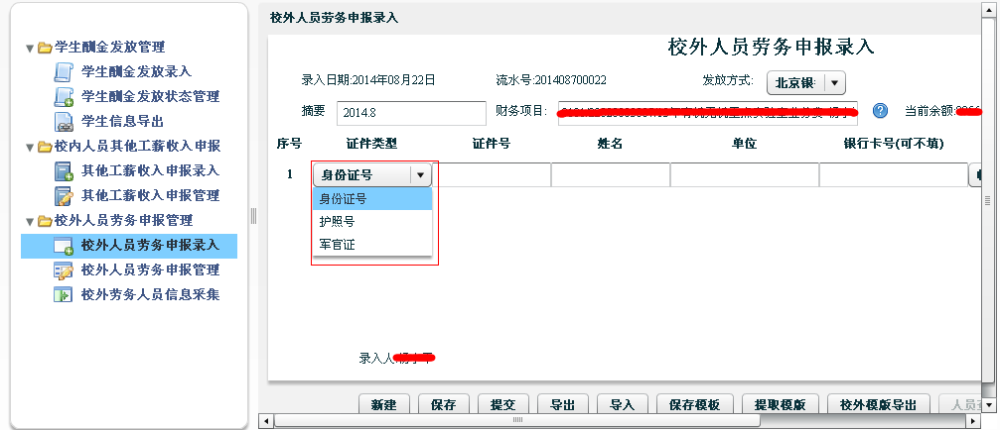 学生酬金发放管理
学生酬金发放录入
学生酬金发放状态管理
学生信息导出
校内人员其他工薪收入申报
其他工薪收入申报录入
其他工薪收入申报管理
校外人员劳务申报管理
校外人员劳务申报录入
校外人员劳务申报管理
校外劳务人员信息采集
校外人员劳务申报录入
校外人员劳务申报录入
录入日期:2014年08月22日 流水号:201408700022 发放方式: 北京银
摘要 2014.8 财务项目: 当前余额:
序号 证件类型 证件号 姓名 单位 银行卡号(可不填)
1 身份证号
身份证号
护照号
军官证
录入人
新建 保存 提交 导出 导入 保存模板 提取模版 校外模版导出 人员